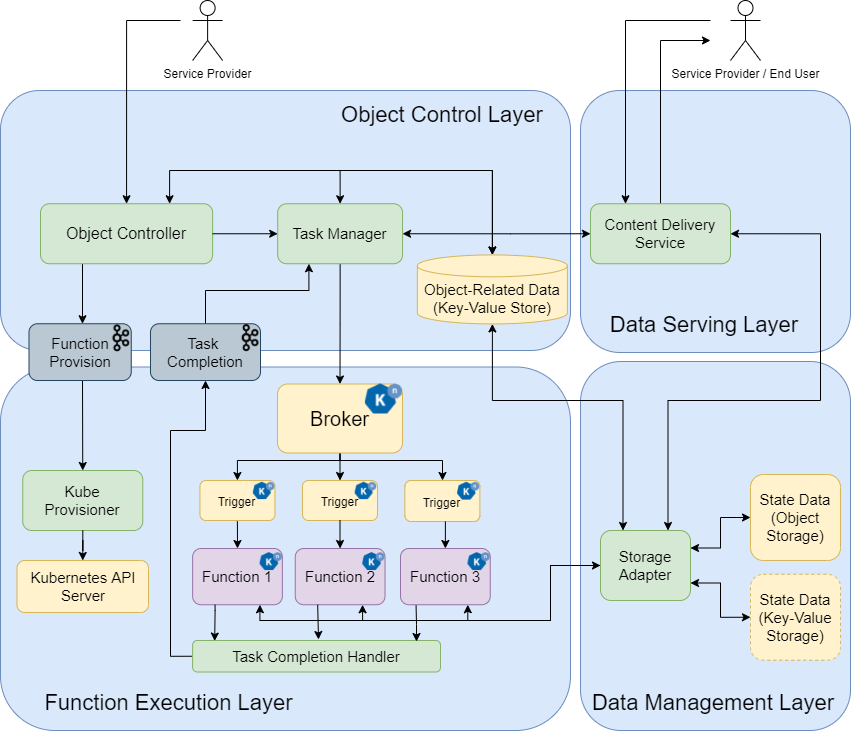 Service Provider
Service Provider / End User
Object Control Layer
Object Controller
Task Manager
Content Delivery
Service
Object-Related Data
(Key-Value Store)
Data Serving Layer
Function
Provision
Task
Completion
Broker
K
n
Kube
Provisioner
Trigger
K
n
Trigger
K
n
Trigger
K
n
State Data
(Object
Storage)
Kubernetes API
Server
Function 1
K
n
Function 2
K
n
Function 3
K
n
Storage
Adapter
State Data
(Key-Value
Storage)
Task Completion Handler
Function Execution Layer
Data Management Layer